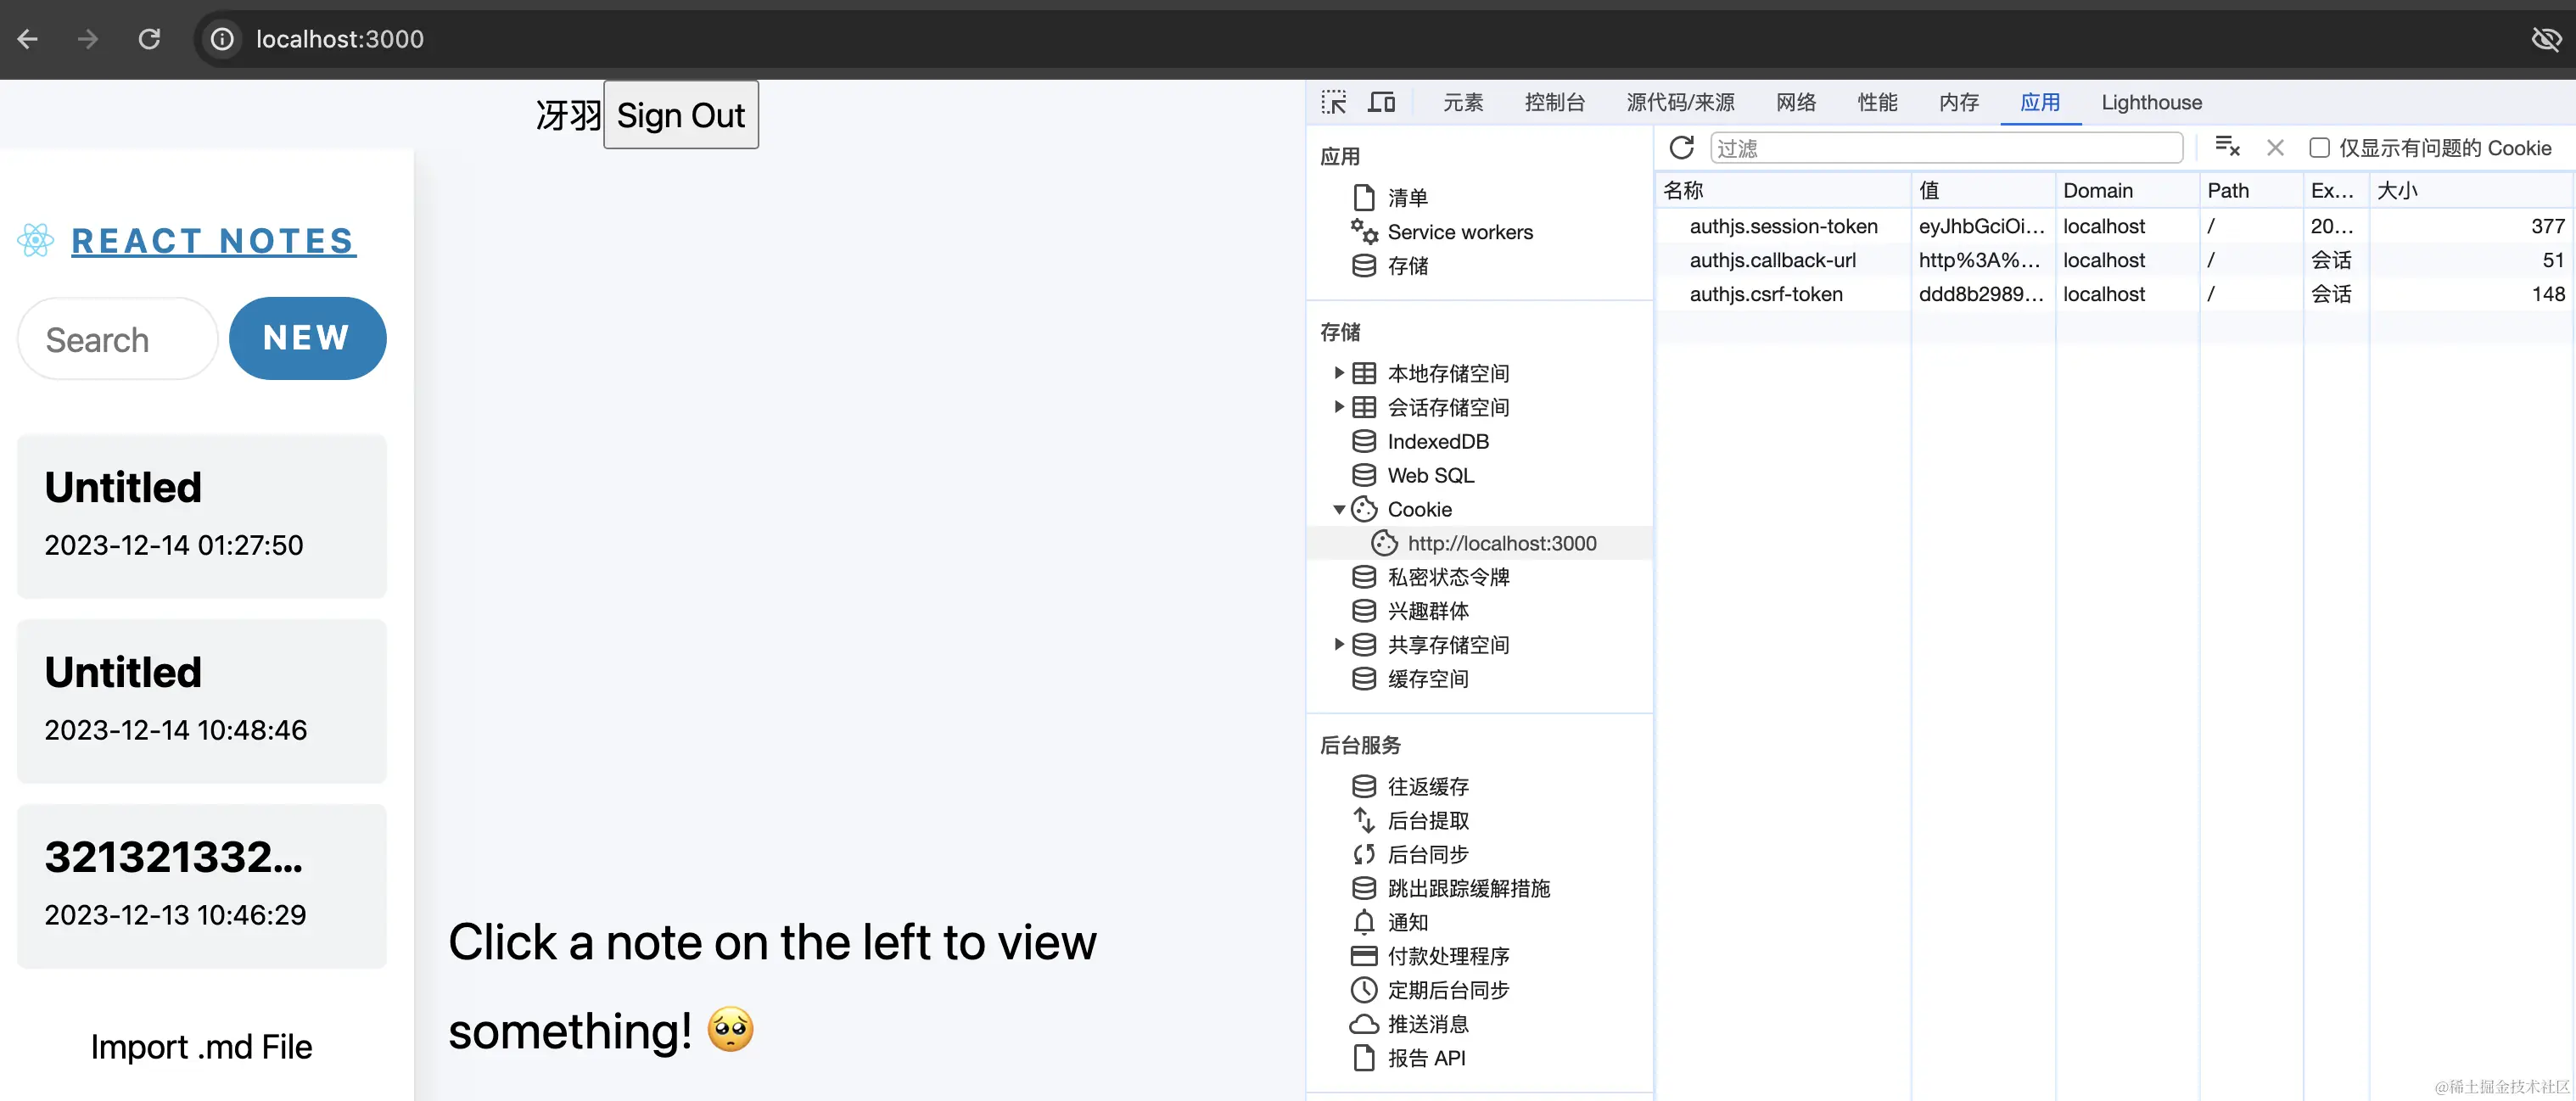 localhost:3000
冴羽 Sign Out
REACT NOTES
Search NEW
Untitled
2023-12-14 01:27:50
Untitled
2023-12-14 10:48:46
321321332...
2023-12-13 10:46:29
Import .md File
Click a note on the left to view
something! 🥺
元素 控制台 源代码/来源 网络 性能 内存 应用 Lighthouse
应用
清单
Service workers
存储
存储
本地存储空间
会话存储空间
IndexedDB
Web SQL
Cookie
http://localhost:3000
私密状态令牌
兴趣群体
共享存储空间
缓存空间
后台服务
往返缓存
后台提取
后台同步
跳出跟踪缓解措施
通知
付款处理程序
定期后台同步
推送消息
报告 API
过滤 仅显示有问题的 Cookie
名称 值 Domain Path Ex... 大小
authjs.session-token eyJhbGciOi... localhost / 20... 377
authjs.callback-url http%3A%... localhost / 会话 51
authjs.csrf-token ddd8b2989... localhost / 会话 148
@稀土掘金技术社区